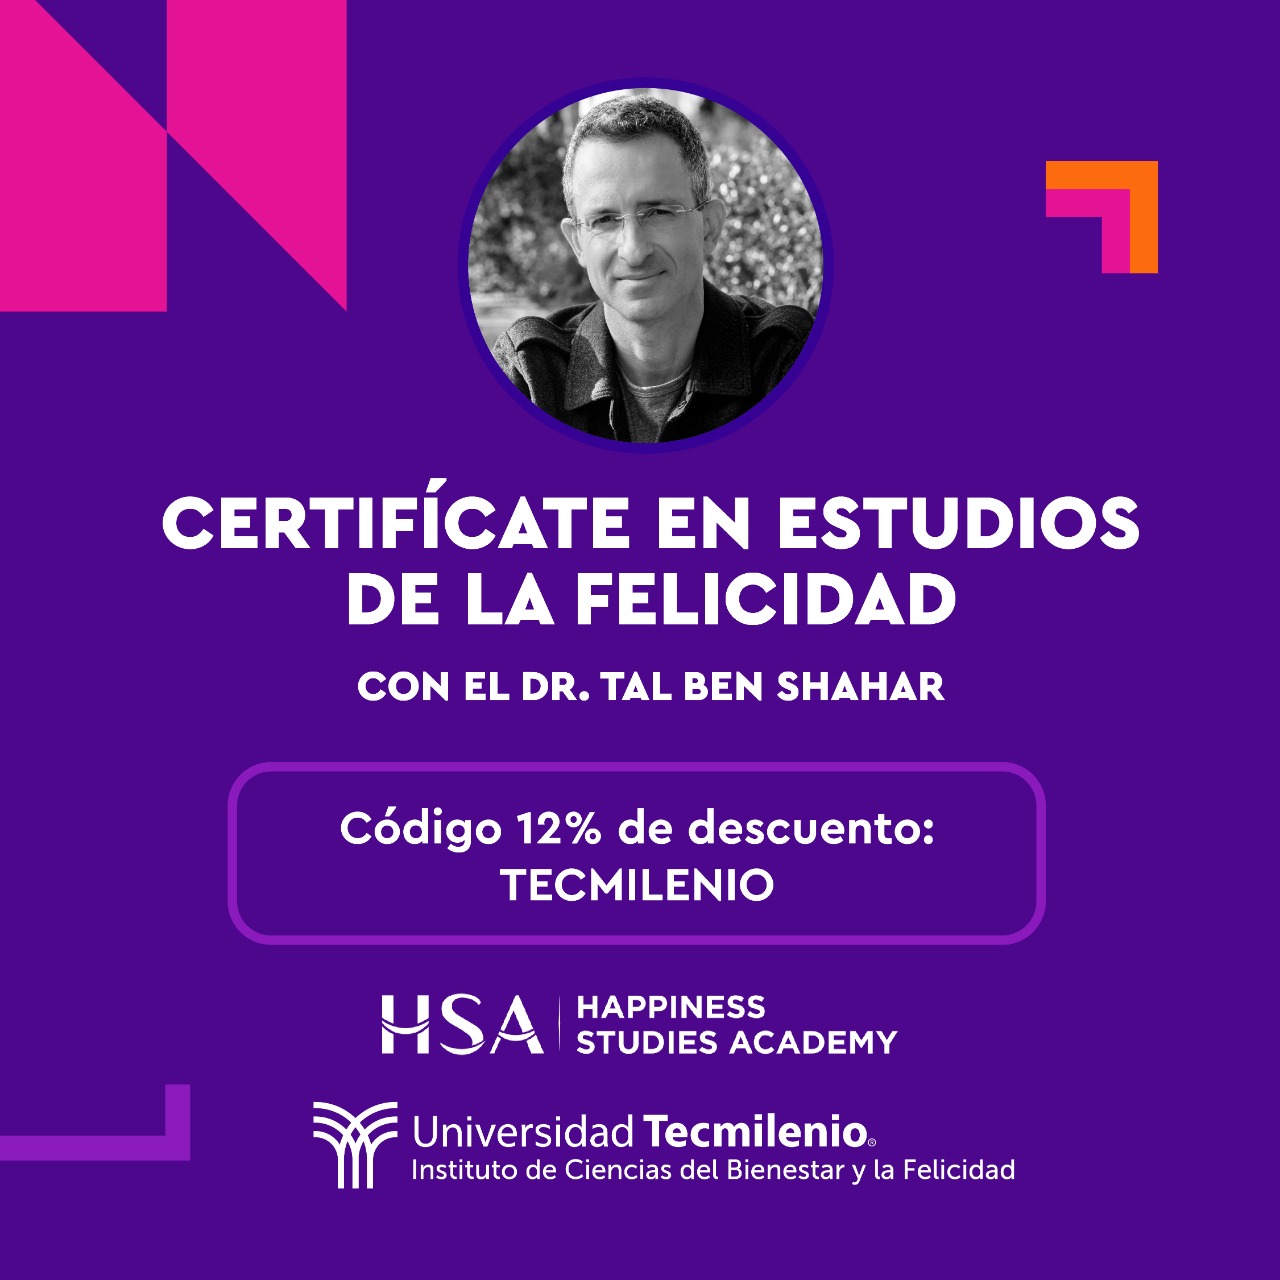 CERTIFÍCATE EN ESTUDIOS
DE LA FELICIDAD
CON EL DR. TAL BEN SHAHAR
Código 12% de descuento:
TECMILENIO
HSA HAPPINESS
STUDIES ACADEMY
Universidad Tecmilenio®
Instituto de Ciencias del Bienestar y la Felicidad